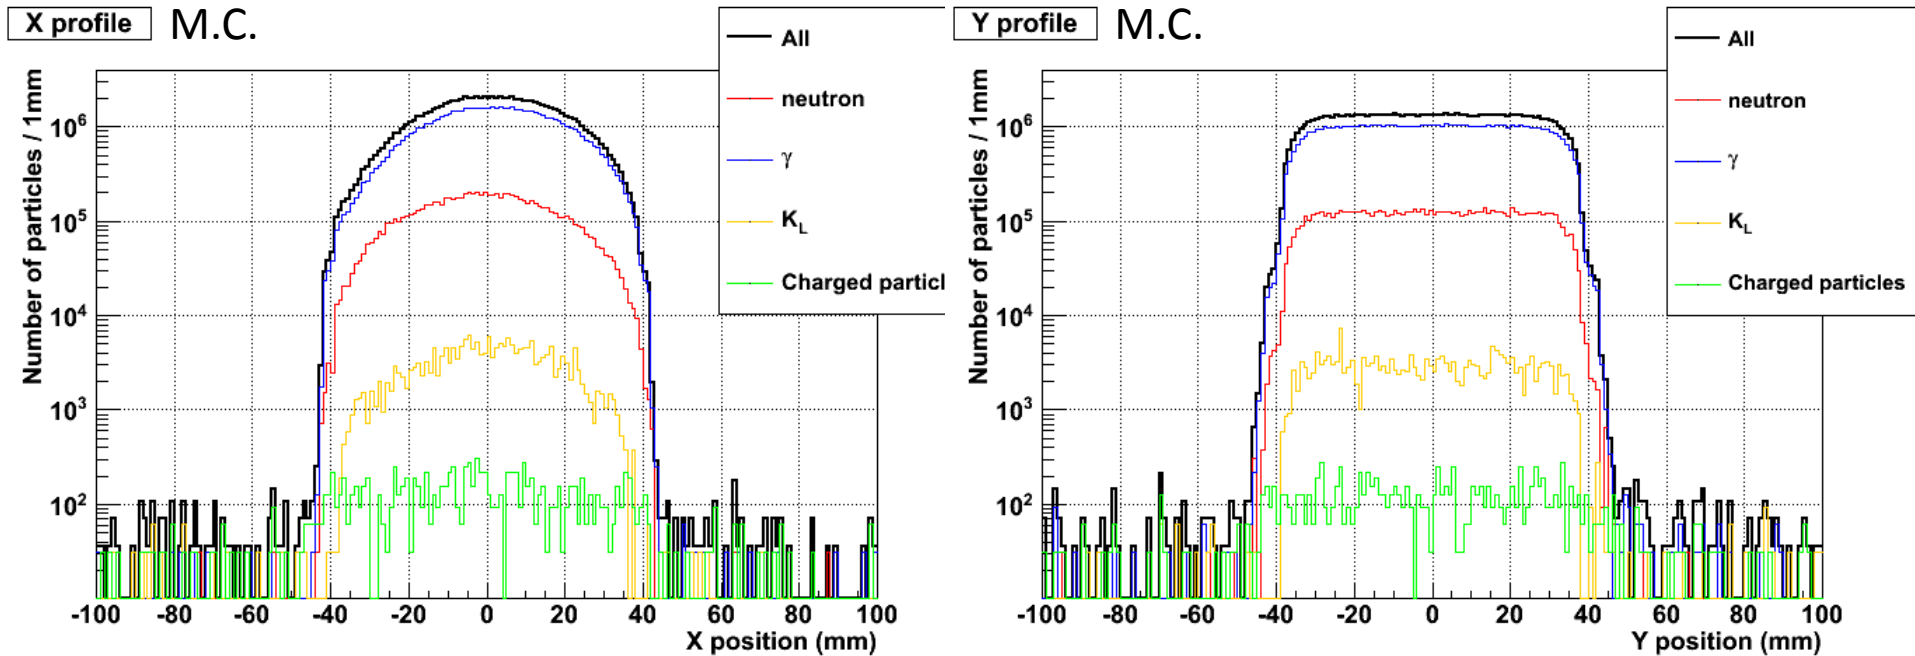 X profile M.C.
All
neutron
γ
K_L
Charged particl
Number of particles / 1mm
10^6
10^5
10^4
10^3
10^2
-100 -80 -60 -40 -20 0 20 40 60 80 100
X position (mm)
Y profile M.C.
All
neutron
γ
K_L
Charged particles
Number of particles / 1mm
10^6
10^5
10^4
10^3
10^2
-100 -80 -60 -40 -20 0 20 40 60 80 100
Y position (mm)